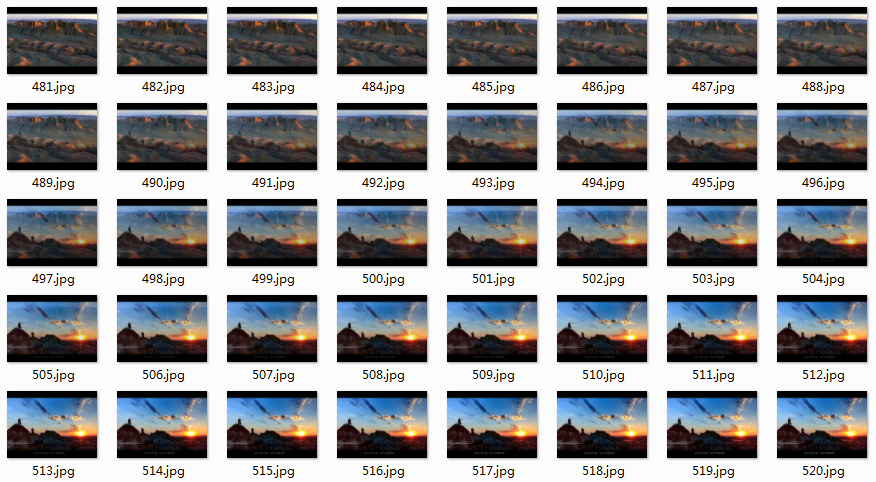 481.jpg 482.jpg 483.jpg 484.jpg 485.jpg 486.jpg 487.jpg 488.jpg
489.jpg 490.jpg 491.jpg 492.jpg 493.jpg 494.jpg 495.jpg 496.jpg
497.jpg 498.jpg 499.jpg 500.jpg 501.jpg 502.jpg 503.jpg 504.jpg
505.jpg 506.jpg 507.jpg 508.jpg 509.jpg 510.jpg 511.jpg 512.jpg
513.jpg 514.jpg 515.jpg 516.jpg 517.jpg 518.jpg 519.jpg 520.jpg